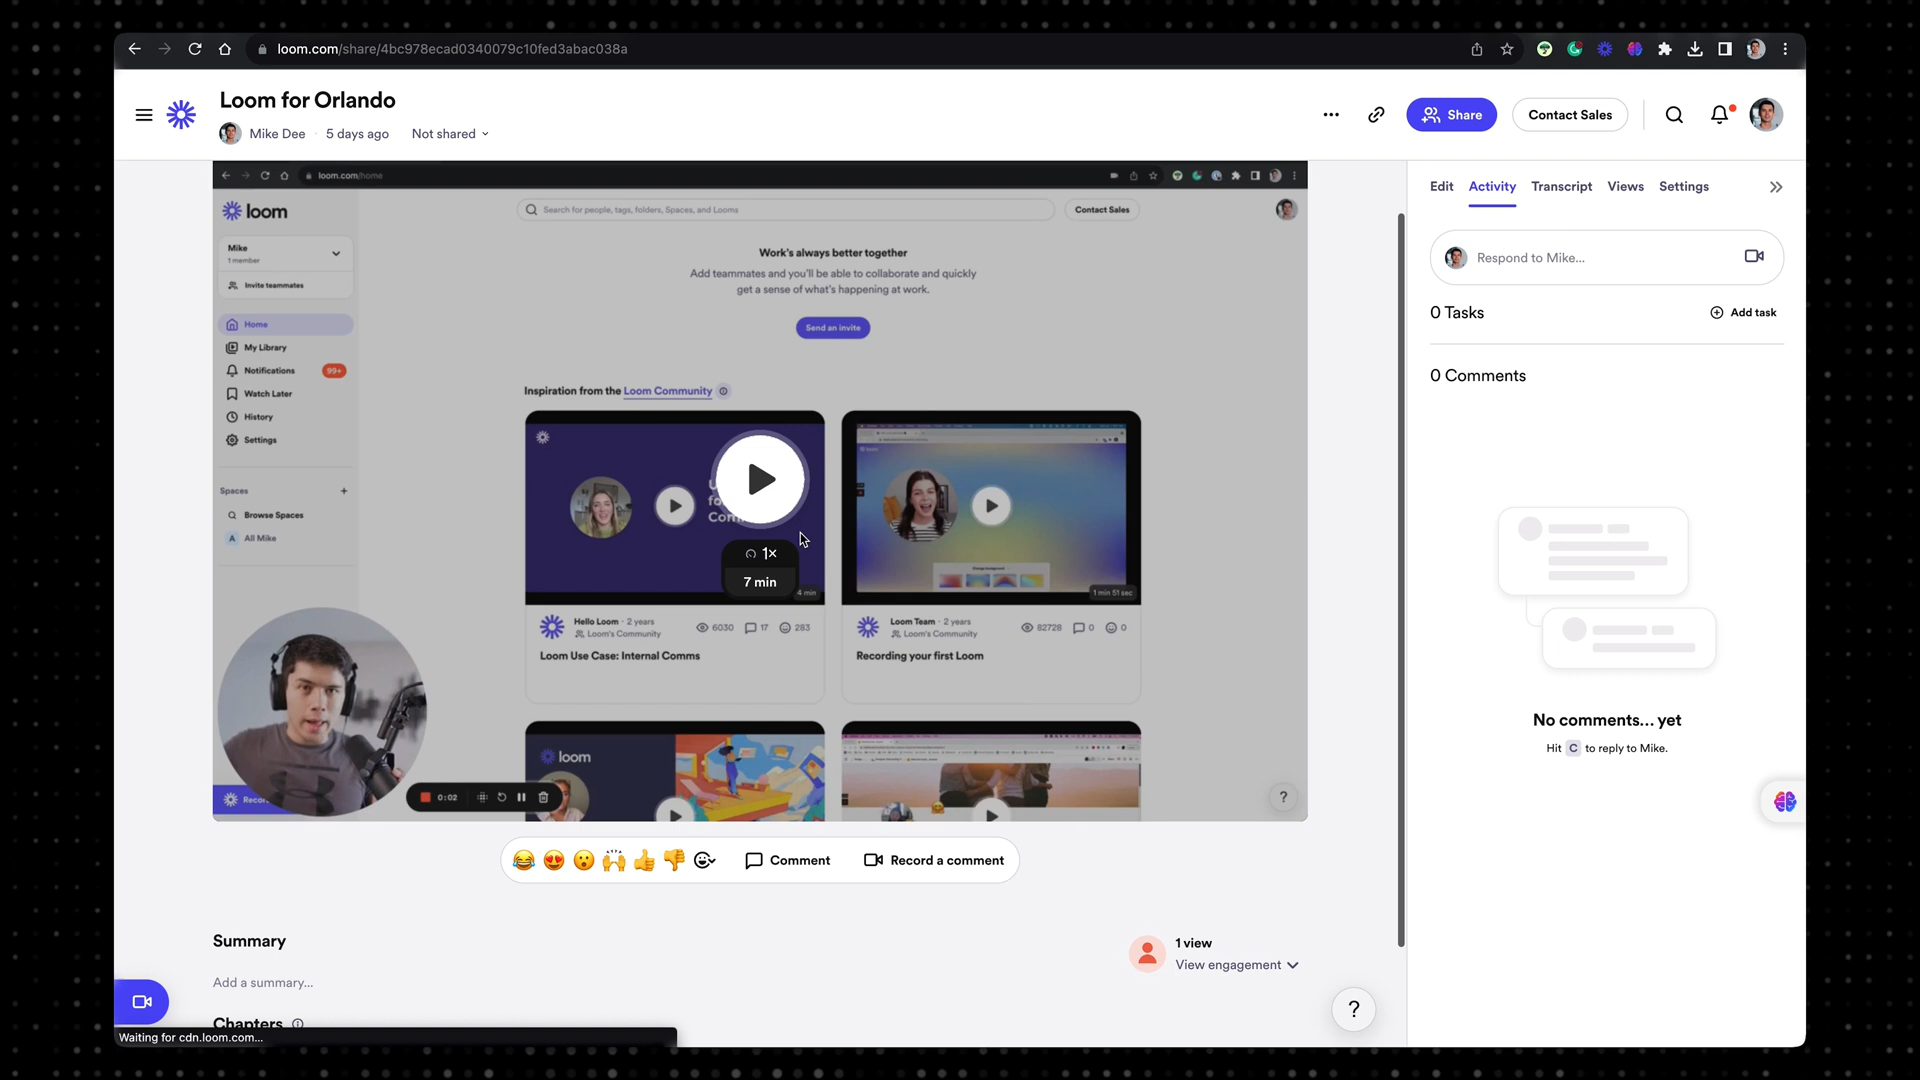 loom.com/share/4bc978ecad0340079c10fed3abac038a
Loom for Orlando
Mike Dee · 5 days ago Not shared
Share
Contact Sales
loom.com/home
loom
Search for people, tags, folders, Spaces, and Looms
Contact Sales
Mike
1 member
Invite teammates
Home
My Library
Notifications 99+
Watch Later
History
Settings
Spaces +
Browse Spaces
A All Mike
Work's always better together
Add teammates and you'll be able to collaborate and quickly
get a sense of what's happening at work.
Send an invite
Inspiration from the Loom Community
1×
7 min
4 min
Hello Loom · 2 years
Loom's Community
6030 17 283
Loom Use Case: Internal Comms
Change background
1 min 51 sec
Loom Team · 2 years
Loom's Community
82728 0 0
Recording your first Loom
loom
0:02
?
Comment
Record a comment
Summary
Add a summary...
1 view
View engagement
Chapters
?
Waiting for cdn.loom.com...
Edit Activity Transcript Views Settings
Respond to Mike...
0 Tasks
Add task
0 Comments
No comments... yet
Hit C to reply to Mike.